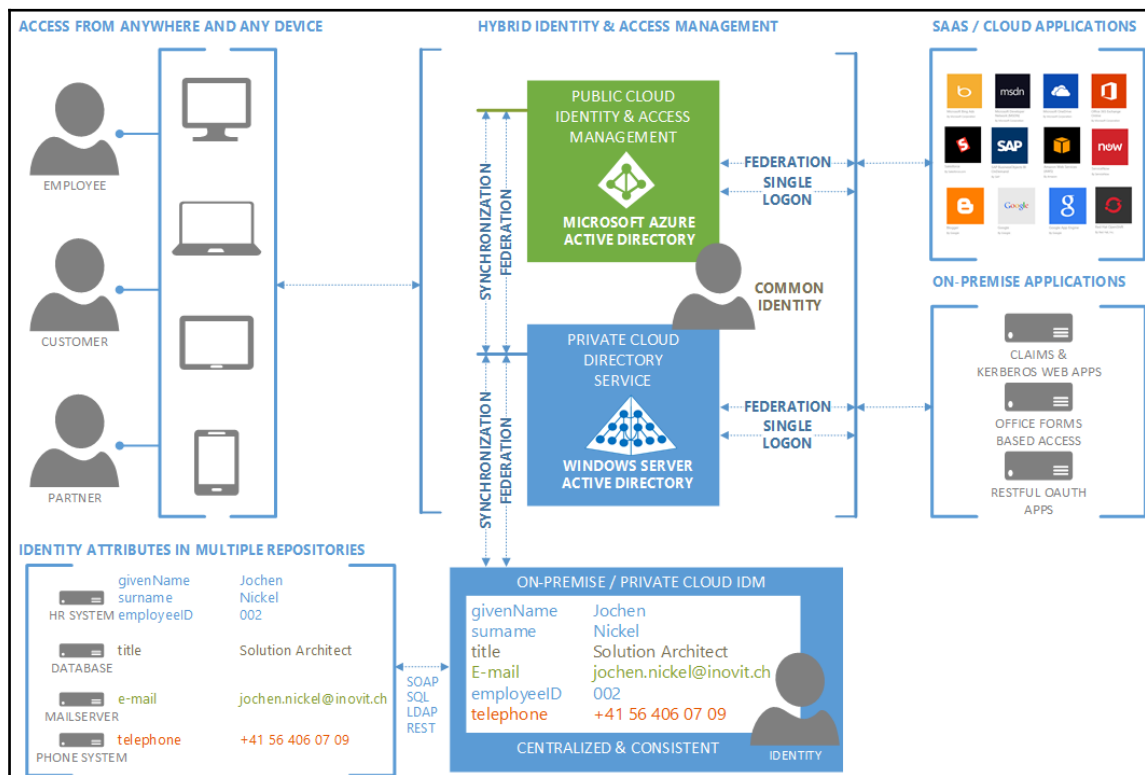 ACCESS FROM ANYWHERE AND ANY DEVICE
HYBRID IDENTITY & ACCESS MANAGEMENT
SAAS / CLOUD APPLICATIONS
EMPLOYEE
CUSTOMER
PARTNER
PUBLIC CLOUD
IDENTITY & ACCESS
MANAGEMENT
MICROSOFT AZURE
ACTIVE DIRECTORY
SYNCHRONIZATION
FEDERATION
FEDERATION
SINGLE
LOGON
COMMON
IDENTITY
PRIVATE CLOUD
DIRECTORY
SERVICE
WINDOWS SERVER
ACTIVE DIRECTORY
SYNCHRONIZATION
FEDERATION
FEDERATION
SINGLE
LOGON
msdn
SAP
now
Google
ON-PREMISE APPLICATIONS
CLAIMS &
KERBEROS WEB APPS
OFFICE FORMS
BASED ACCESS
RESTFUL OAUTH
APPS
IDENTITY ATTRIBUTES IN MULTIPLE REPOSITORIES
givenName Jochen
surname Nickel
HR SYSTEM employeeID 002
title Solution Architect
DATABASE
e-mail jochen.nickel@inovit.ch
MAILSERVER
telephone +41 56 406 07 09
PHONE SYSTEM
SOAP
SQL
LDAP
REST
ON-PREMISE / PRIVATE CLOUD IDM
givenName Jochen
surname Nickel
title Solution Architect
E-mail jochen.nickel@inovit.ch
employeeID 002
telephone +41 56 406 07 09
CENTRALIZED & CONSISTENT
IDENTITY